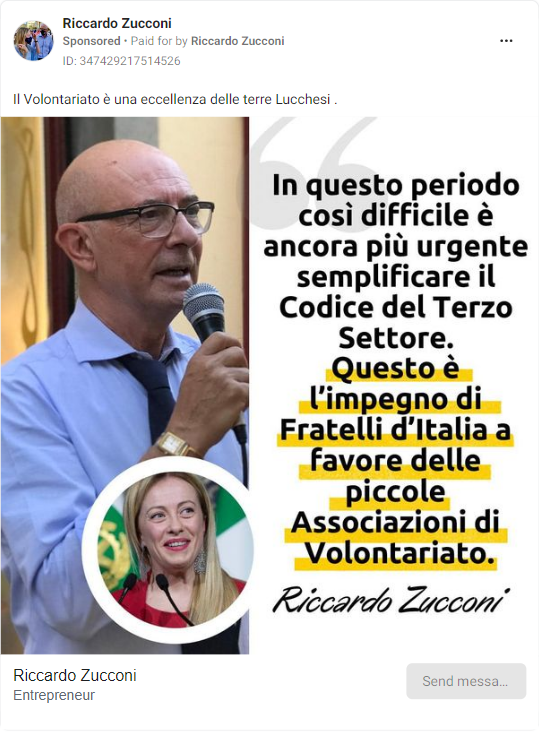 Riccardo Zucconi
Sponsored • Paid for by Riccardo Zucconi
ID: 347429217514526
Il Volontariato è una eccellenza delle terre Lucchesi .
In questo periodo
così difficile è
ancora più urgente
semplificare il
Codice del Terzo
Settore.
Questo è
l'impegno di
Fratelli d'Italia a
favore delle
piccole
Associazioni di
Volontariato.
Riccardo Zucconi
Riccardo Zucconi
Entrepreneur
Send messa...